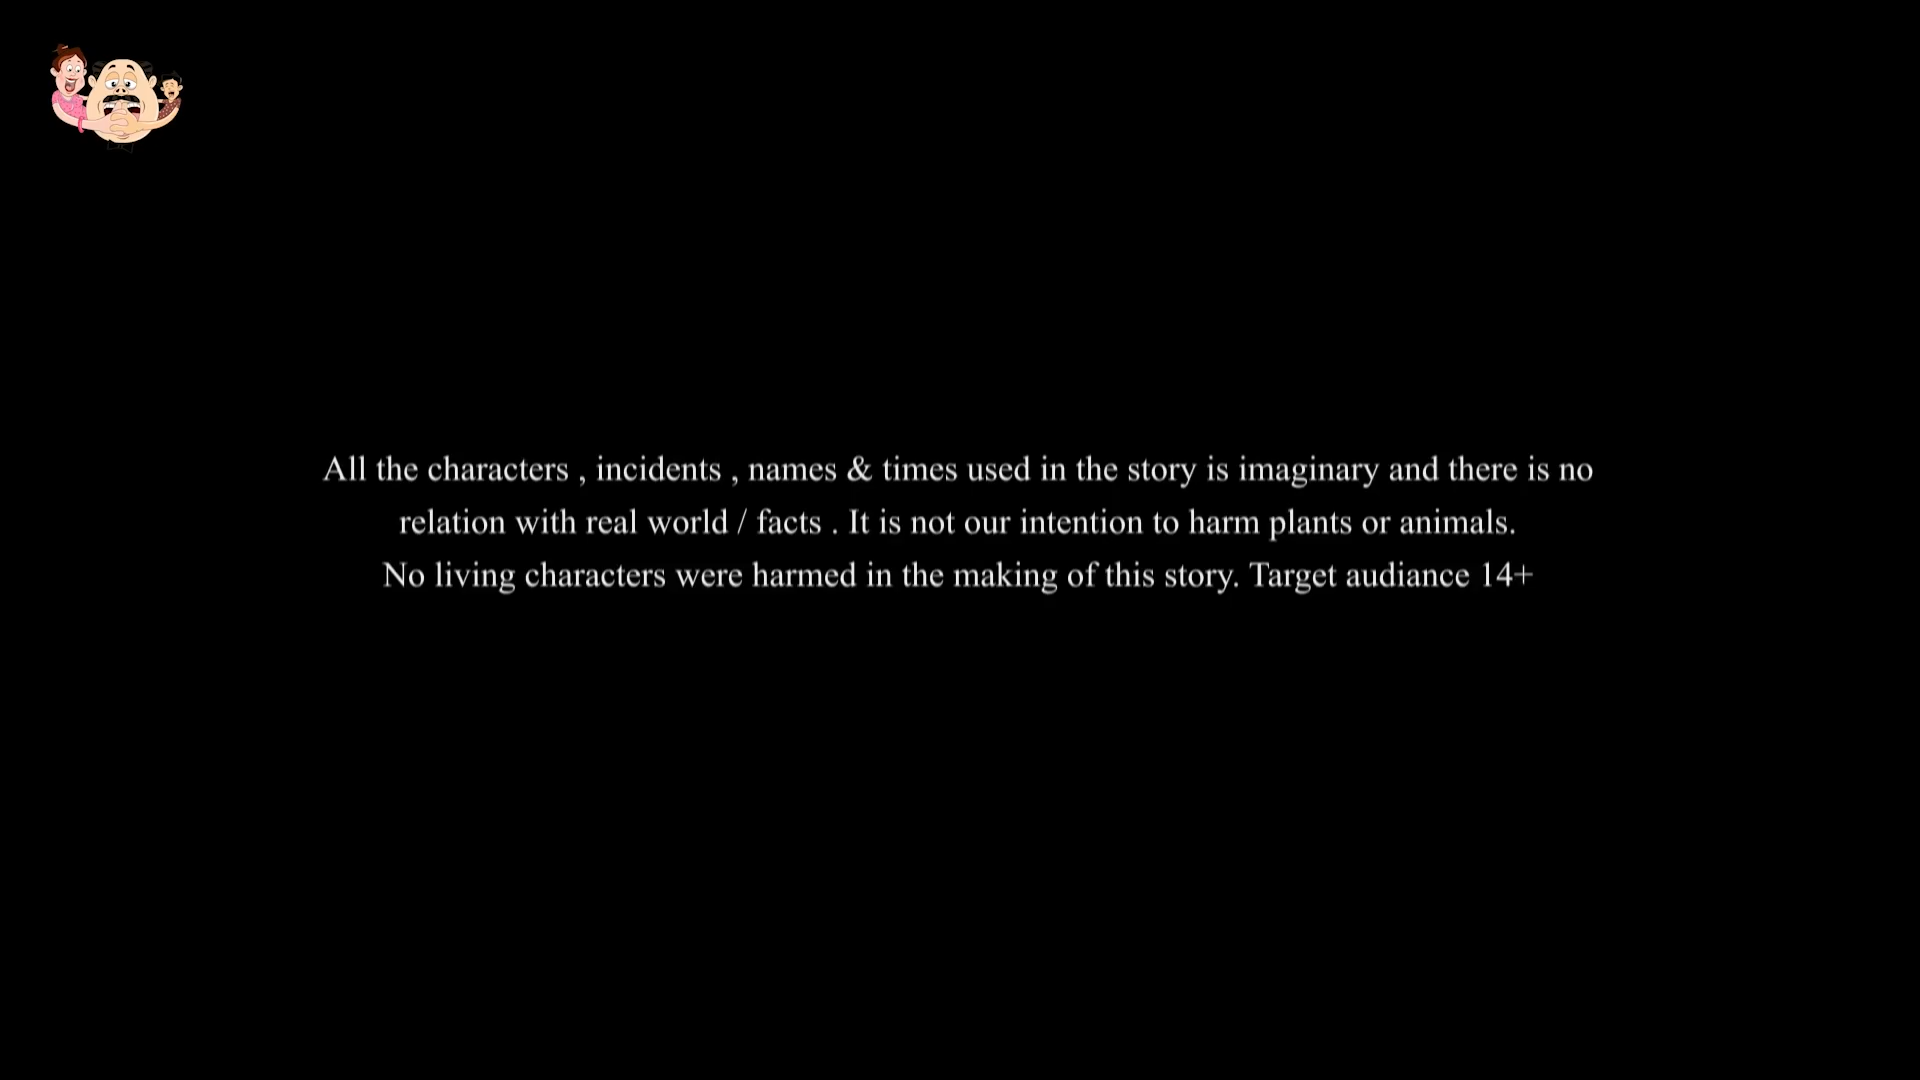 All the characters , incidents , names & times used in the story is imaginary and there is no
relation with real world / facts . It is not our intention to harm plants or animals.
No living characters were harmed in the making of this story. Target audiance 14+